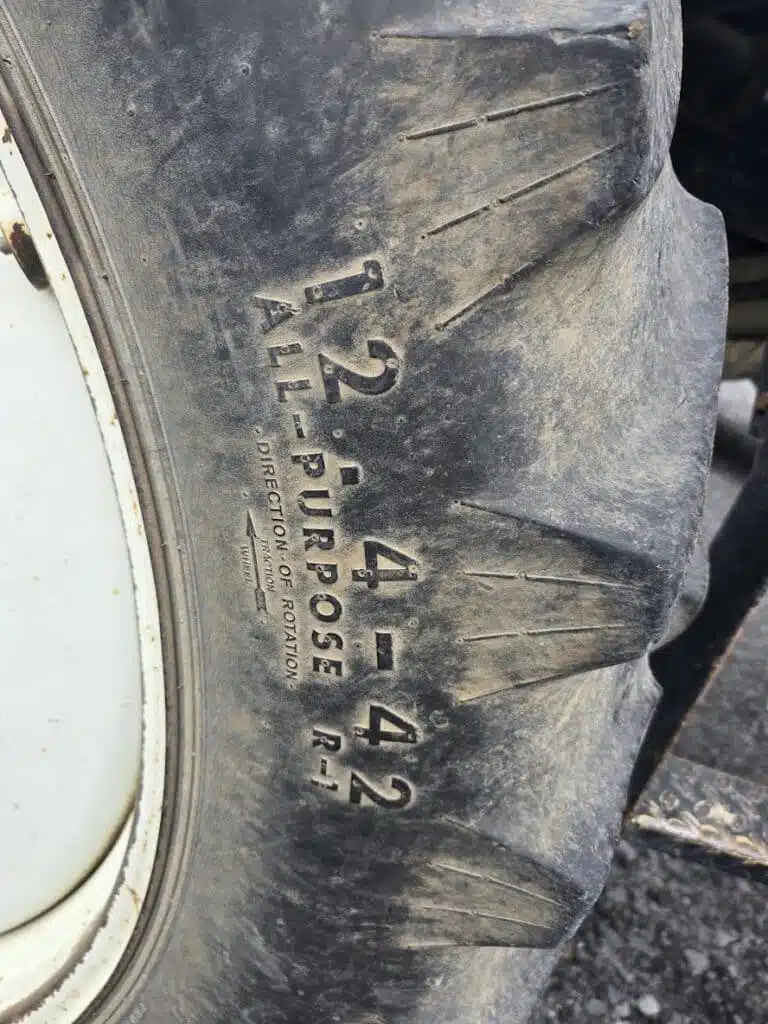 12.4-42
ALL-PURPOSE R-1
DIRECTION OF ROTATION
TRACTION
WHEEL